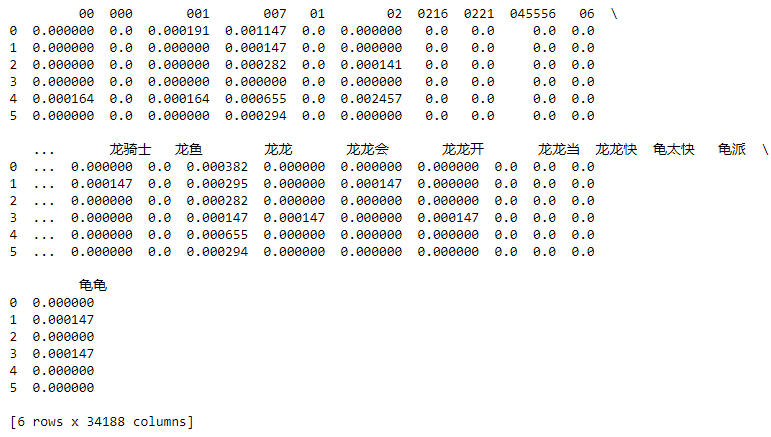 00 000 001 007 01 02 0216 0221 045556 06 \
0 0.000000 0.0 0.000191 0.001147 0.0 0.000000 0.0 0.0 0.0 0.0
1 0.000000 0.0 0.000000 0.000147 0.0 0.000000 0.0 0.0 0.0 0.0
2 0.000000 0.0 0.000000 0.000282 0.0 0.000141 0.0 0.0 0.0 0.0
3 0.000000 0.0 0.000000 0.000000 0.0 0.000000 0.0 0.0 0.0 0.0
4 0.000164 0.0 0.000164 0.000655 0.0 0.002457 0.0 0.0 0.0 0.0
5 0.000000 0.0 0.000000 0.000294 0.0 0.000000 0.0 0.0 0.0 0.0
... 龙骑士 龙鱼 龙龙 龙龙会 龙龙开 龙龙当 龙龙快 龟太快 龟派 \
0 ... 0.000000 0.0 0.000382 0.000000 0.000000 0.000000 0.0 0.0 0.0
1 ... 0.000147 0.0 0.000295 0.000000 0.000147 0.000000 0.0 0.0 0.0
2 ... 0.000000 0.0 0.000282 0.000000 0.000000 0.000000 0.0 0.0 0.0
3 ... 0.000000 0.0 0.000147 0.000147 0.000000 0.000147 0.0 0.0 0.0
4 ... 0.000000 0.0 0.000655 0.000000 0.000000 0.000000 0.0 0.0 0.0
5 ... 0.000000 0.0 0.000294 0.000000 0.000000 0.000000 0.0 0.0 0.0
龟龟
0 0.000000
1 0.000147
2 0.000000
3 0.000147
4 0.000000
5 0.000000
[6 rows x 34188 columns]